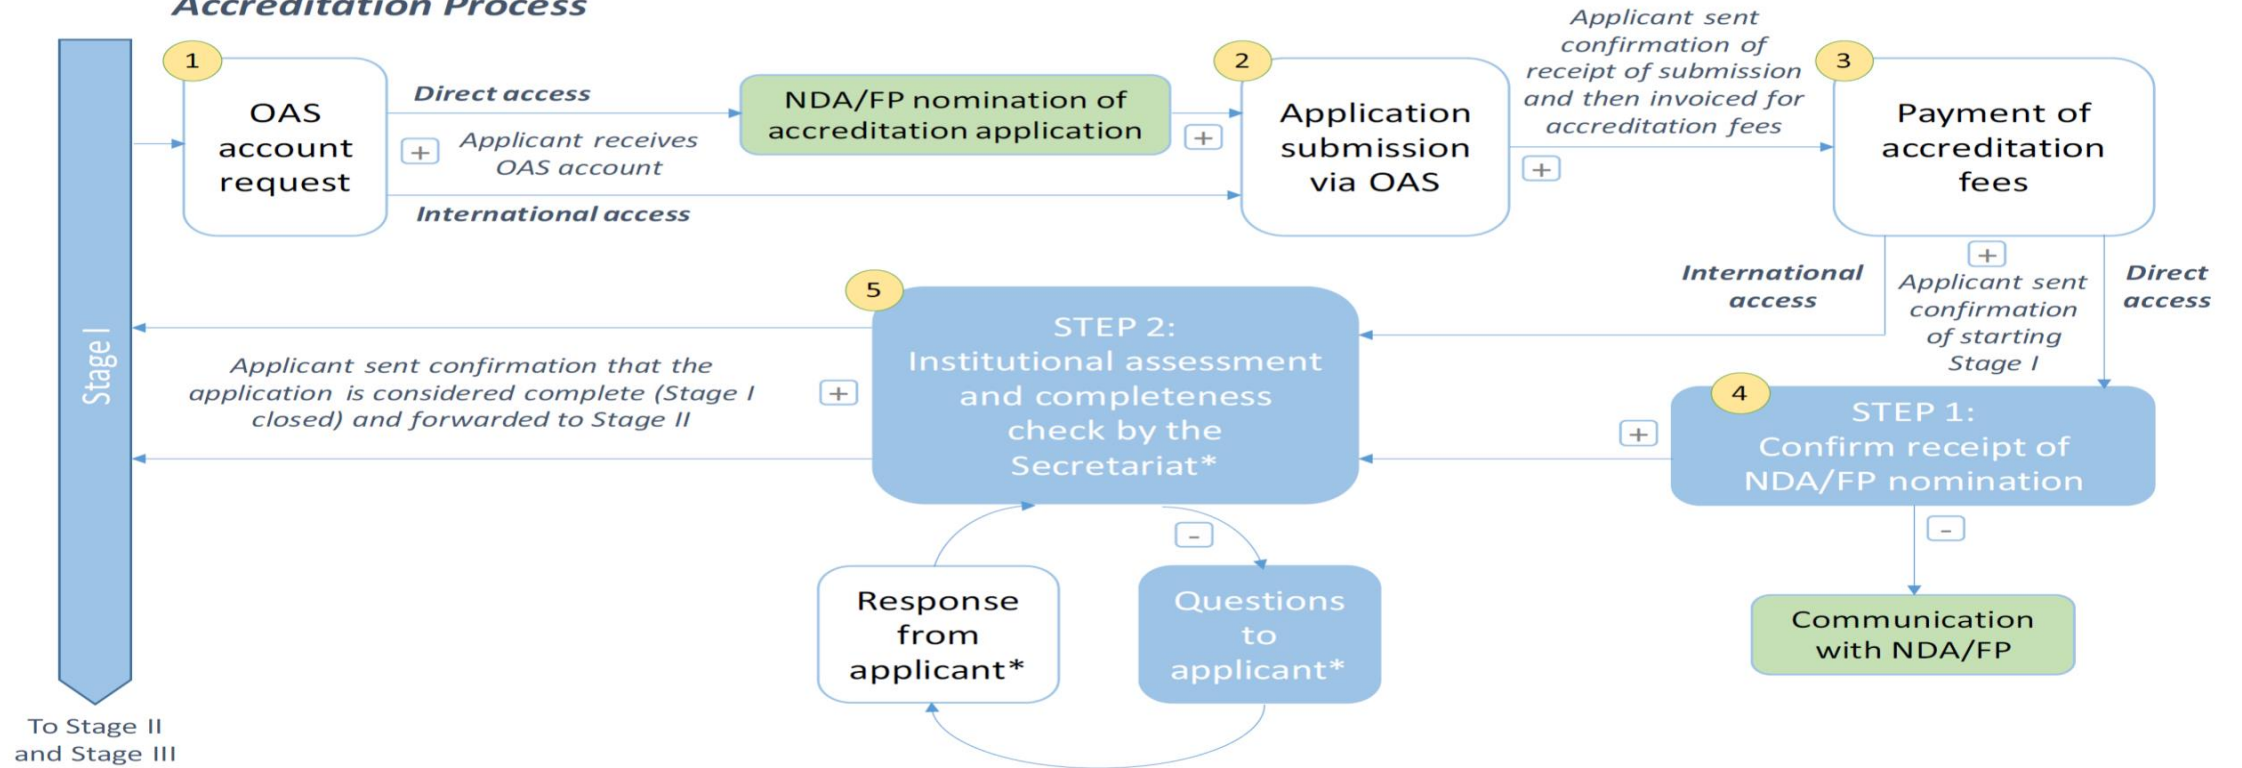 Accreditation Process
1
OAS
account
request
Direct access
+
Applicant receives
OAS account
International access
NDA/FP nomination of
accreditation application
+
2
Application
submission
via OAS
Applicant sent
confirmation of
receipt of submission
and then invoiced for
accreditation fees
+
3
Payment of
accreditation
fees
International
access
+
Applicant sent
confirmation
of starting
Stage I
Direct
access
4
STEP 1:
Confirm receipt of
NDA/FP nomination
+
-
Communication
with NDA/FP
5
STEP 2:
Institutional assessment
and completeness
check by the
Secretariat*
-
Questions
to
applicant*
Response
from
applicant*
+
Applicant sent confirmation that the
application is considered complete (Stage I
closed) and forwarded to Stage II
Stage I
To Stage II
and Stage III